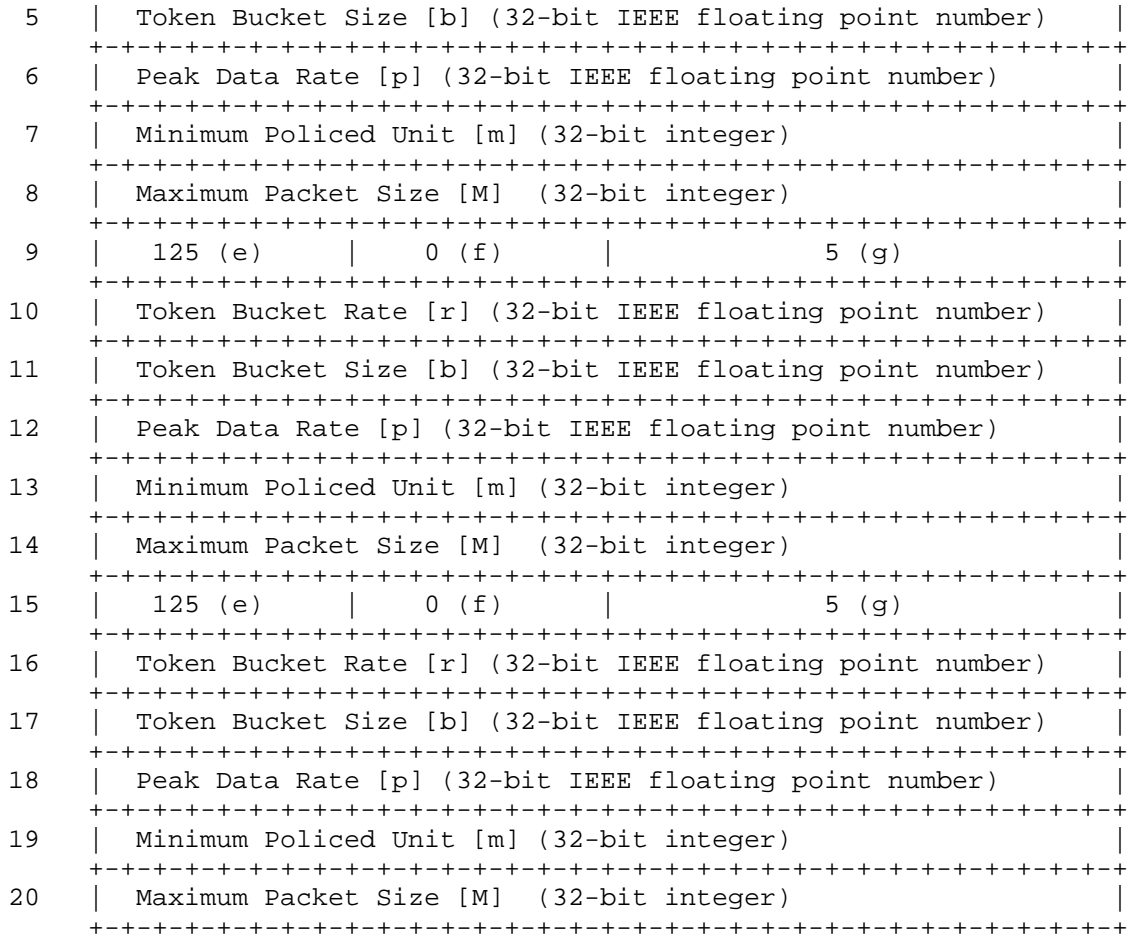 5    |  Token Bucket Size [b] (32-bit IEEE floating point number)    |
     +-+-+-+-+-+-+-+-+-+-+-+-+-+-+-+-+-+-+-+-+-+-+-+-+-+-+-+-+-+-+-+-+
6    |  Peak Data Rate [p] (32-bit IEEE floating point number)       |
     +-+-+-+-+-+-+-+-+-+-+-+-+-+-+-+-+-+-+-+-+-+-+-+-+-+-+-+-+-+-+-+-+
7    |  Minimum Policed Unit [m] (32-bit integer)                    |
     +-+-+-+-+-+-+-+-+-+-+-+-+-+-+-+-+-+-+-+-+-+-+-+-+-+-+-+-+-+-+-+-+
8    |  Maximum Packet Size [M]  (32-bit integer)                    |
     +-+-+-+-+-+-+-+-+-+-+-+-+-+-+-+-+-+-+-+-+-+-+-+-+-+-+-+-+-+-+-+-+
9    |   125 (e)     |    0 (f)      |             5 (g)             |
     +-+-+-+-+-+-+-+-+-+-+-+-+-+-+-+-+-+-+-+-+-+-+-+-+-+-+-+-+-+-+-+-+
10   |  Token Bucket Rate [r] (32-bit IEEE floating point number)    |
     +-+-+-+-+-+-+-+-+-+-+-+-+-+-+-+-+-+-+-+-+-+-+-+-+-+-+-+-+-+-+-+-+
11   |  Token Bucket Size [b] (32-bit IEEE floating point number)    |
     +-+-+-+-+-+-+-+-+-+-+-+-+-+-+-+-+-+-+-+-+-+-+-+-+-+-+-+-+-+-+-+-+
12   |  Peak Data Rate [p] (32-bit IEEE floating point number)       |
     +-+-+-+-+-+-+-+-+-+-+-+-+-+-+-+-+-+-+-+-+-+-+-+-+-+-+-+-+-+-+-+-+
13   |  Minimum Policed Unit [m] (32-bit integer)                    |
     +-+-+-+-+-+-+-+-+-+-+-+-+-+-+-+-+-+-+-+-+-+-+-+-+-+-+-+-+-+-+-+-+
14   |  Maximum Packet Size [M]  (32-bit integer)                    |
     +-+-+-+-+-+-+-+-+-+-+-+-+-+-+-+-+-+-+-+-+-+-+-+-+-+-+-+-+-+-+-+-+
15   |   125 (e)     |    0 (f)      |             5 (g)             |
     +-+-+-+-+-+-+-+-+-+-+-+-+-+-+-+-+-+-+-+-+-+-+-+-+-+-+-+-+-+-+-+-+
16   |  Token Bucket Rate [r] (32-bit IEEE floating point number)    |
     +-+-+-+-+-+-+-+-+-+-+-+-+-+-+-+-+-+-+-+-+-+-+-+-+-+-+-+-+-+-+-+-+
17   |  Token Bucket Size [b] (32-bit IEEE floating point number)    |
     +-+-+-+-+-+-+-+-+-+-+-+-+-+-+-+-+-+-+-+-+-+-+-+-+-+-+-+-+-+-+-+-+
18   |  Peak Data Rate [p] (32-bit IEEE floating point number)       |
     +-+-+-+-+-+-+-+-+-+-+-+-+-+-+-+-+-+-+-+-+-+-+-+-+-+-+-+-+-+-+-+-+
19   |  Minimum Policed Unit [m] (32-bit integer)                    |
     +-+-+-+-+-+-+-+-+-+-+-+-+-+-+-+-+-+-+-+-+-+-+-+-+-+-+-+-+-+-+-+-+
20   |  Maximum Packet Size [M]  (32-bit integer)                    |
     +-+-+-+-+-+-+-+-+-+-+-+-+-+-+-+-+-+-+-+-+-+-+-+-+-+-+-+-+-+-+-+-+